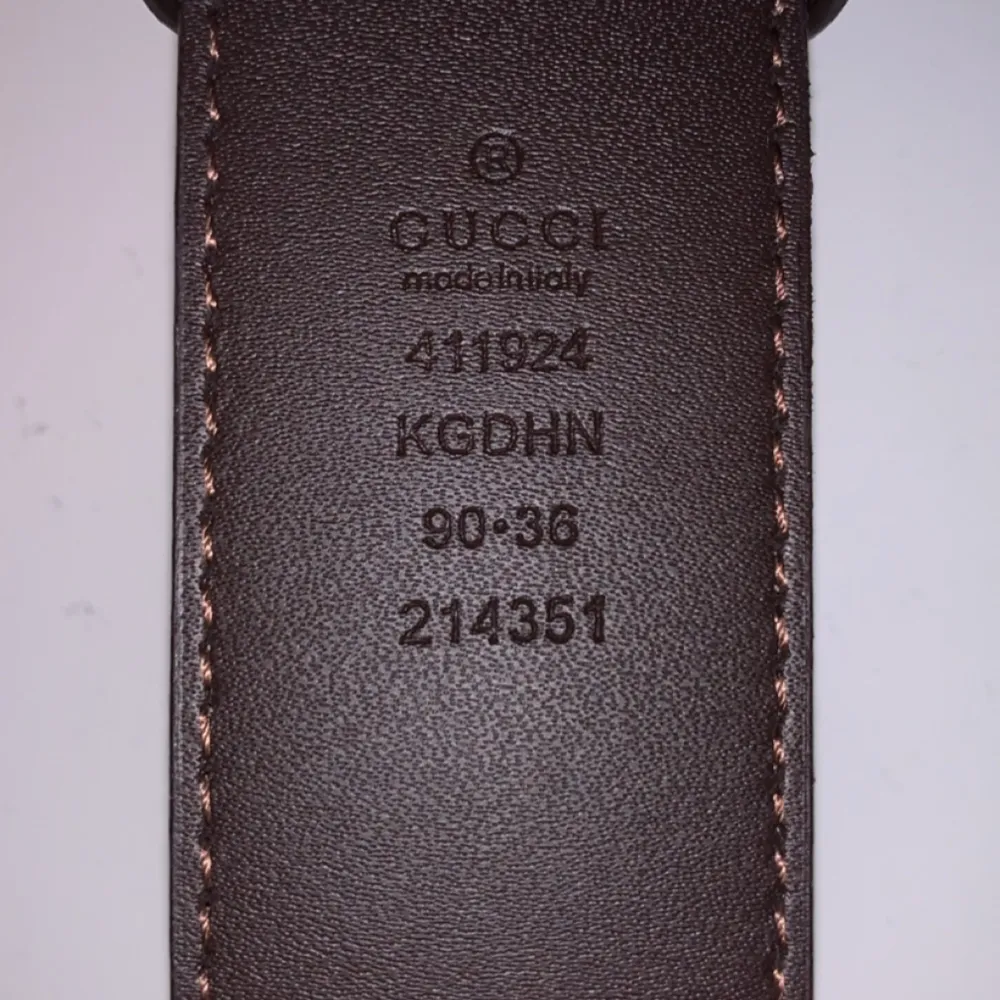 ®
GUCCI
made in italy
411924
KGDHN
90·36
214351